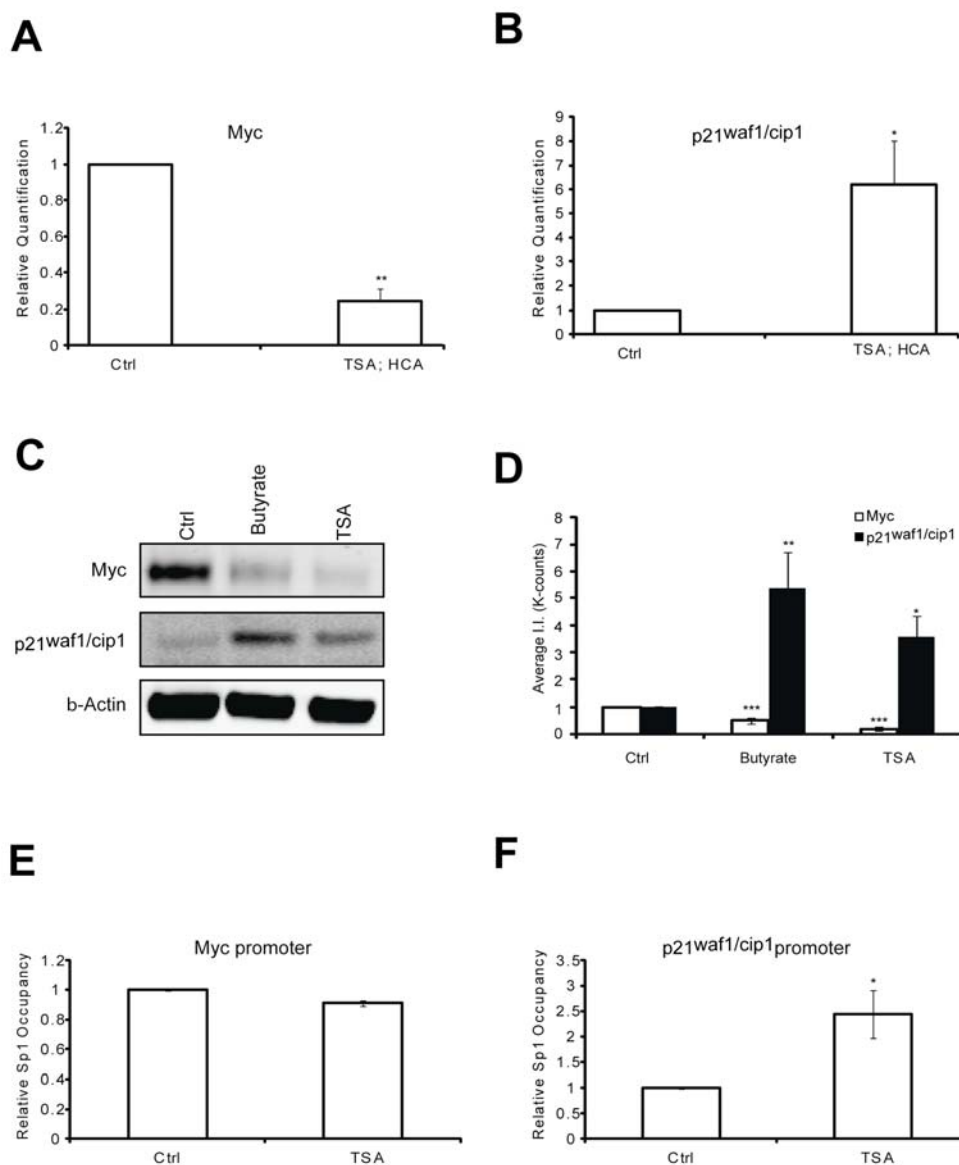 A
Myc
Relative Quantification
1.2
1
0.8
0.6
0.4
0.2
0
**
Ctrl
TSA; HCA
B
p21waf1/cip1
Relative Quantification
9
8
7
6
5
4
3
2
1
0
*
Ctrl
TSA; HCA
C
Ctrl
Butyrate
TSA
Myc
p21waf1/cip1
b-Actin
D
Average I.I. (K-counts)
8
7
6
5
4
3
2
1
0
Myc
p21waf1/cip1
***
**
***
*
Ctrl
Butyrate
TSA
E
Myc promoter
Relative Sp1 Occupancy
1.2
1
0.8
0.6
0.4
0.2
0
Ctrl
TSA
F
p21waf1/cip1 promoter
Relative Sp1 Occupancy
3.5
3
2.5
2
1.5
1
0.5
0
*
Ctrl
TSA